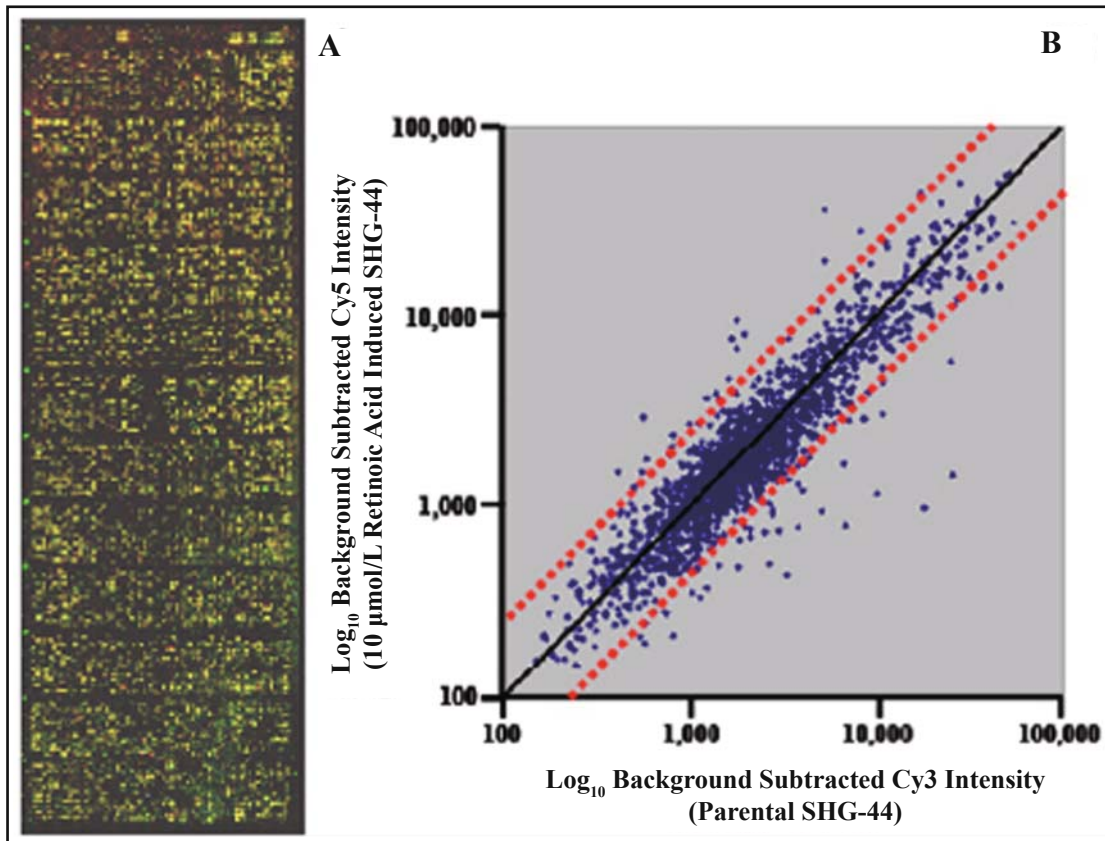 A
B
Log₁₀ Background Subtracted Cy5 Intensity
(10 µmol/L Retinoic Acid Induced SHG-44)
100,000
10,000
1,000
100
100
1,000
10,000
100,000
Log₁₀ Background Subtracted Cy3 Intensity
(Parental SHG-44)